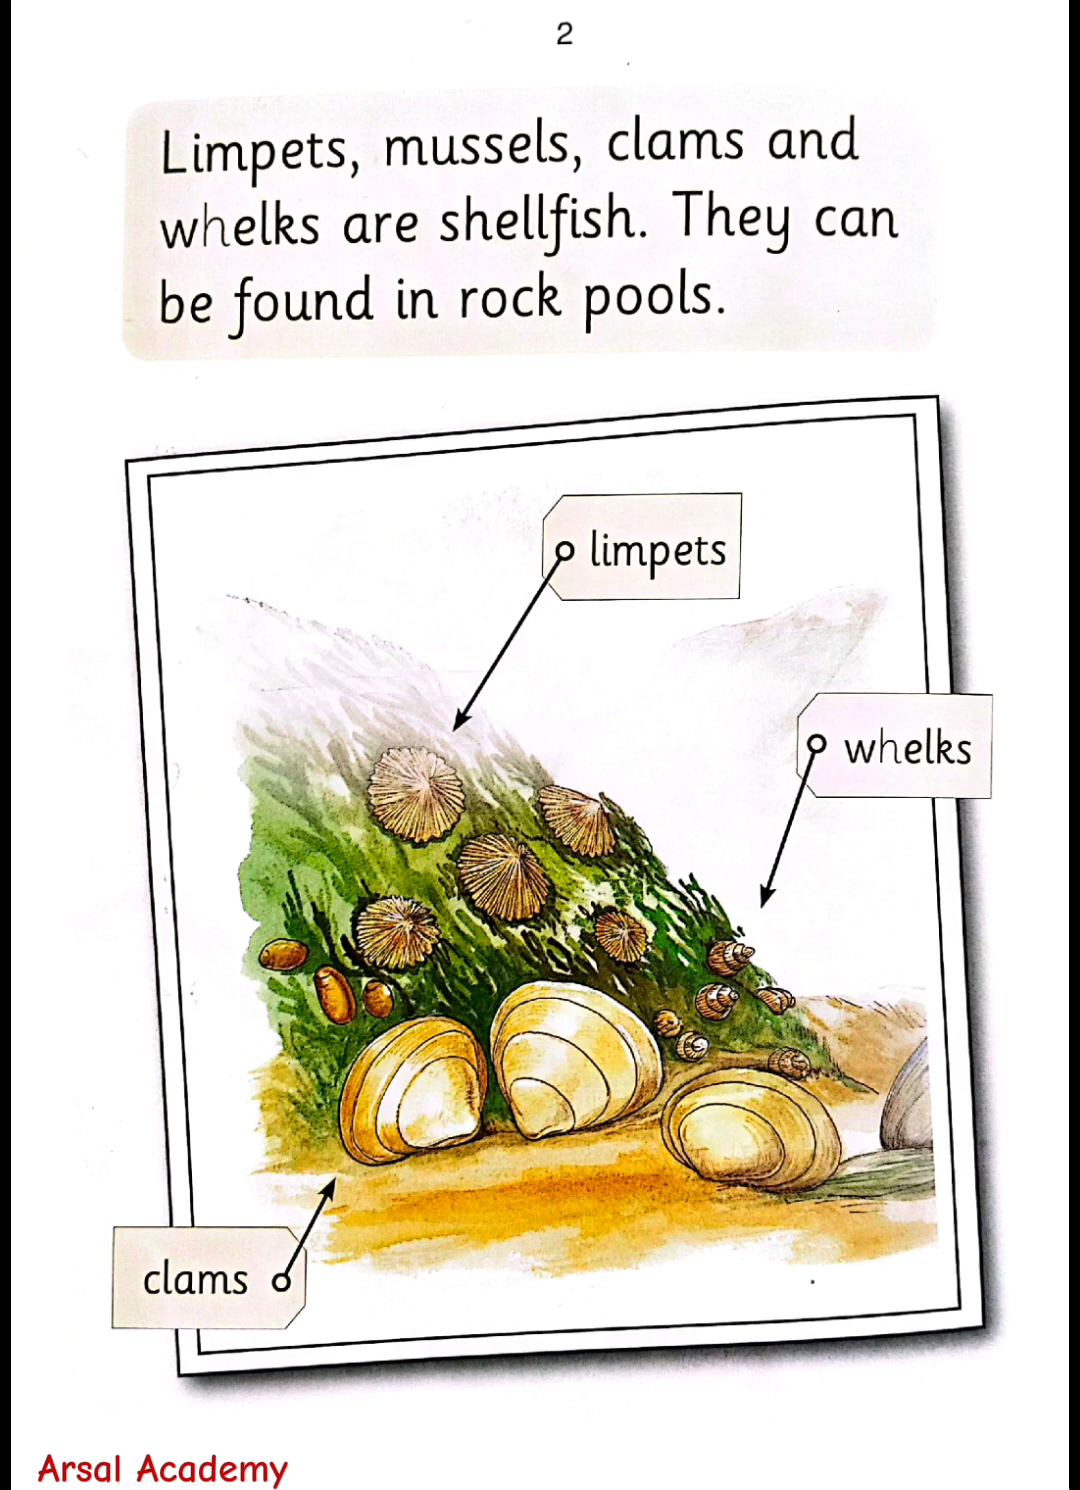 2
Limpets, mussels, clams and
whelks are shellfish. They can
be found in rock pools.
limpets
whelks
clams
Arsal Academy